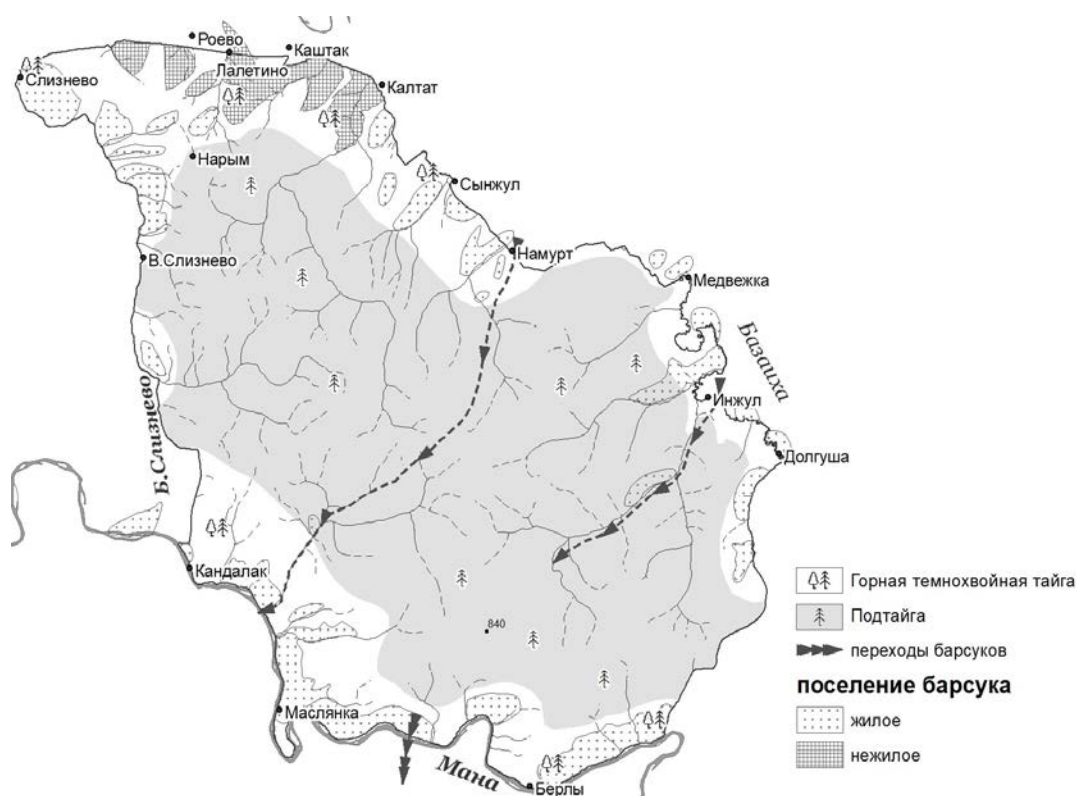 Роево
Каштак
Лалетино
Слизнево
Калтат
Нарым
Сынжул
Намурт
В.Слизнево
Медвежка
Базаиха
Инжул
Б.Слизнево
Долгуша
Кандалак
840
Маслянка
Мана
Берлы
Горная темнохвойная тайга
Подтайга
переходы барсуков
поселение барсука
жилое
нежилое